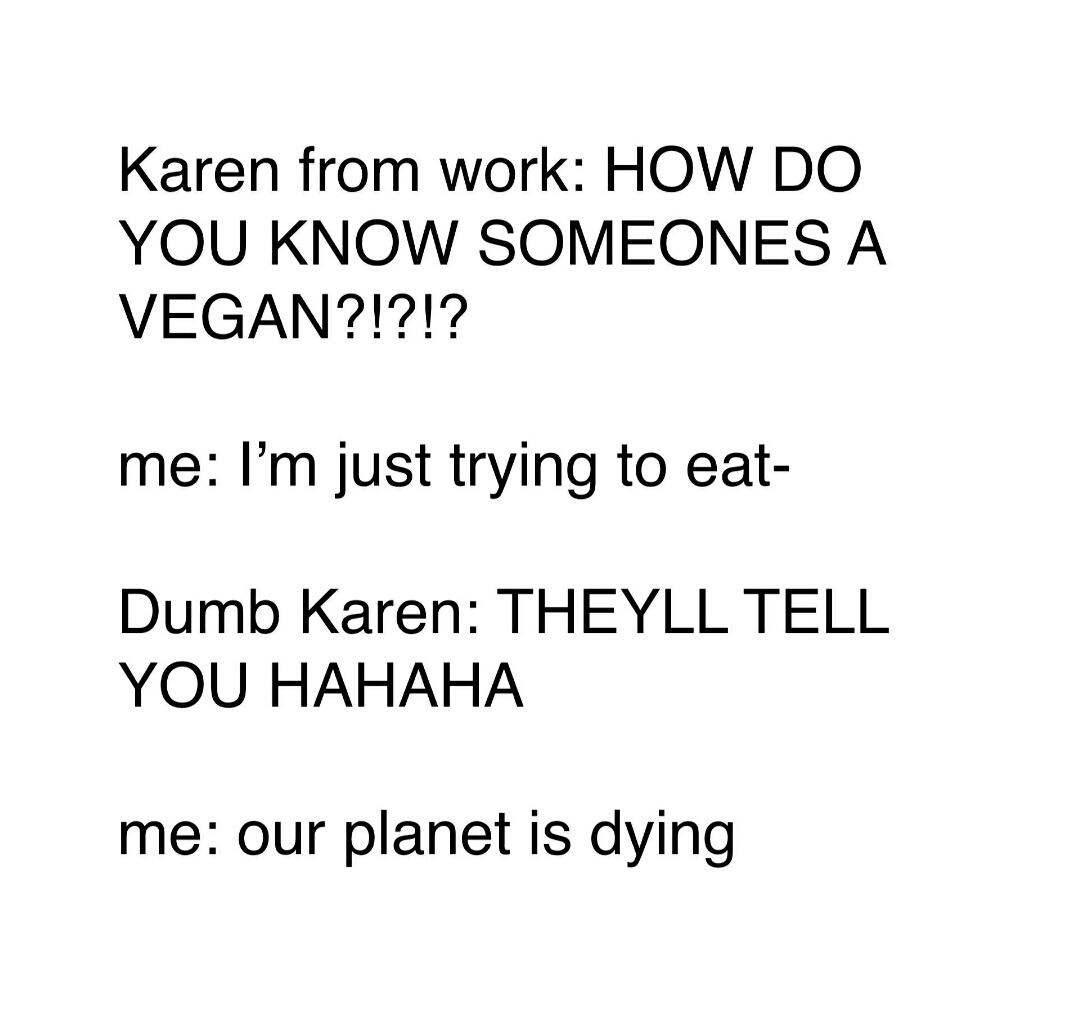 Karen from work: HOW DO
YOU KNOW SOMEONES A
VEGAN?!?!?
me: I’m just trying to eat-
Dumb Karen: THEYLL TELL
YOU HAHAHA
me: our planet is dying